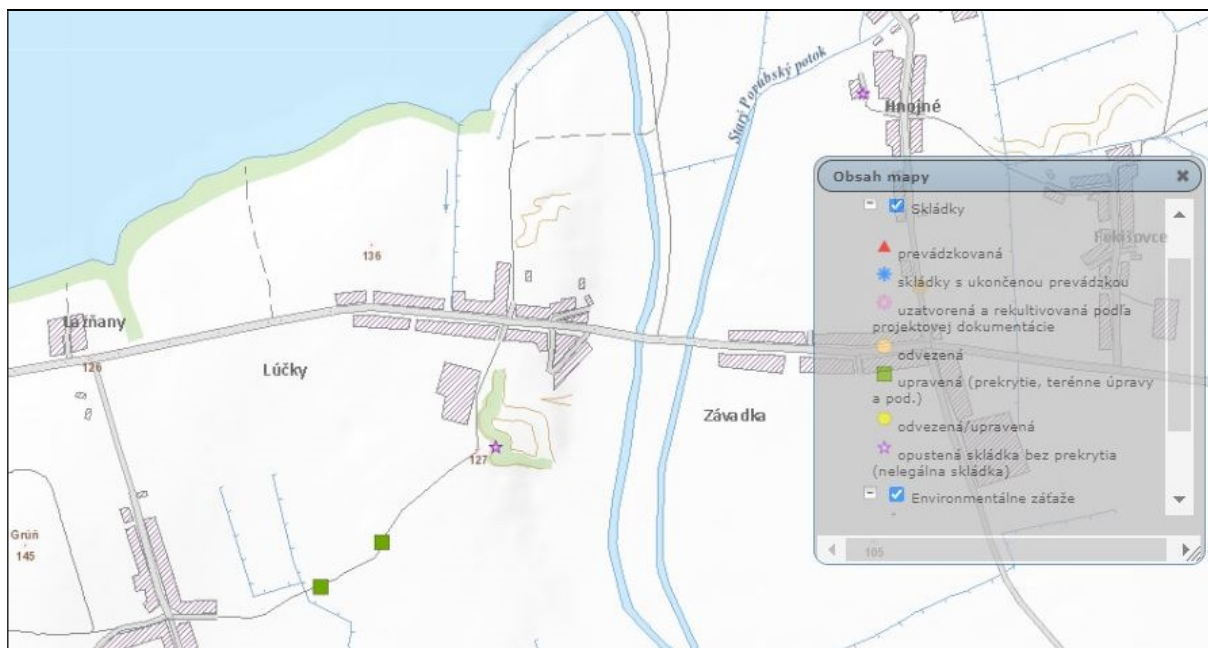 Starý Porubský potok
Hnojné
Obsah mapy
Skládky
Fekišovce
136
prevádzkovaná
skládky s ukončenou prevádzkou
uzatvorená a rekultivovaná podľa
projektovej dokumentácie
odvezená
Lažňany
126
Lúčky
upravená (prekrytie, terénne úpravy
a pod.)
Závadka
odvezená/upravená
127
opustená skládka bez prekrytia
(nelegálna skládka)
Environmentálne záťaže
Grúň
145
105